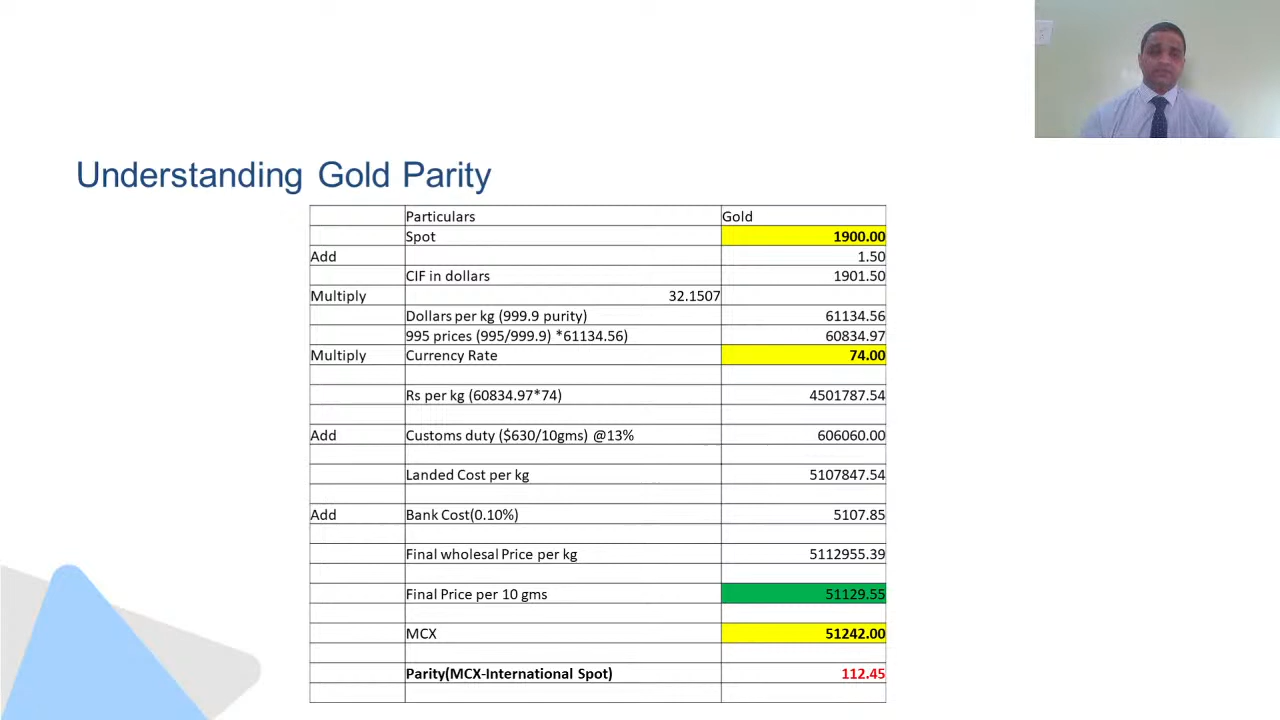 Understanding Gold Parity
Particulars Gold
Spot 1900.00
Add 1.50
CIF in dollars 1901.50
Multiply 32.1507
Dollars per kg (999.9 purity) 61134.56
995 prices (995/999.9) *61134.56) 60834.97
Multiply Currency Rate 74.00
Rs per kg (60834.97*74) 4501787.54
Add Customs duty ($630/10gms) @13% 606060.00
Landed Cost per kg 5107847.54
Add Bank Cost(0.10%) 5107.85
Final wholesal Price per kg 5112955.39
Final Price per 10 gms 51129.55
MCX 51242.00
Parity(MCX-International Spot) 112.45